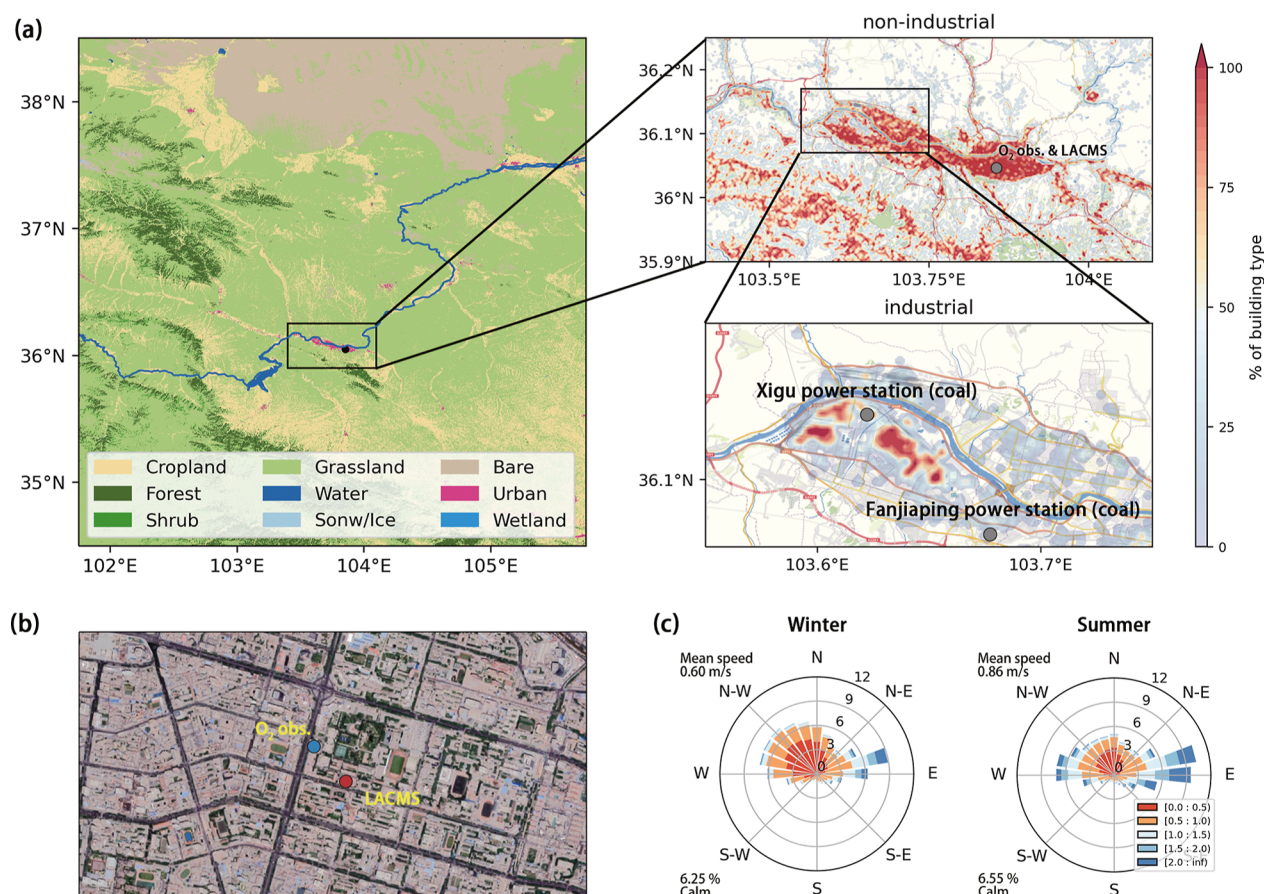 (a)
38°N
37°N
36°N
35°N
102°E
103°E
104°E
105°E
Cropland
Grassland
Bare
Forest
Water
Urban
Shrub
Sonw/Ice
Wetland
non-industrial
36.2°N
36.1°N
36°N
35.9°N
O2 obs. & LACMS
103.5°E
103.75°E
104°E
industrial
Xigu power station (coal)
36.1°N
Fanjiaping power station (coal)
103.6°E
103.7°E
100
75
50
25
0
% of building type
(b)
O2 obs.
LACMS
(c)
Winter
Mean speed
0.60 m/s
N
N-W
N-E
12
9
6
3
0
W
E
S-W
S-E
S
6.25 %
Calm
Summer
Mean speed
0.86 m/s
N
N-W
N-E
12
9
6
3
0
W
E
S-W
S-E
S
6.55 %
Calm
[0.0 : 0.5)
[0.5 : 1.0)
[1.0 : 1.5)
[1.5 : 2.0)
[2.0 : inf)